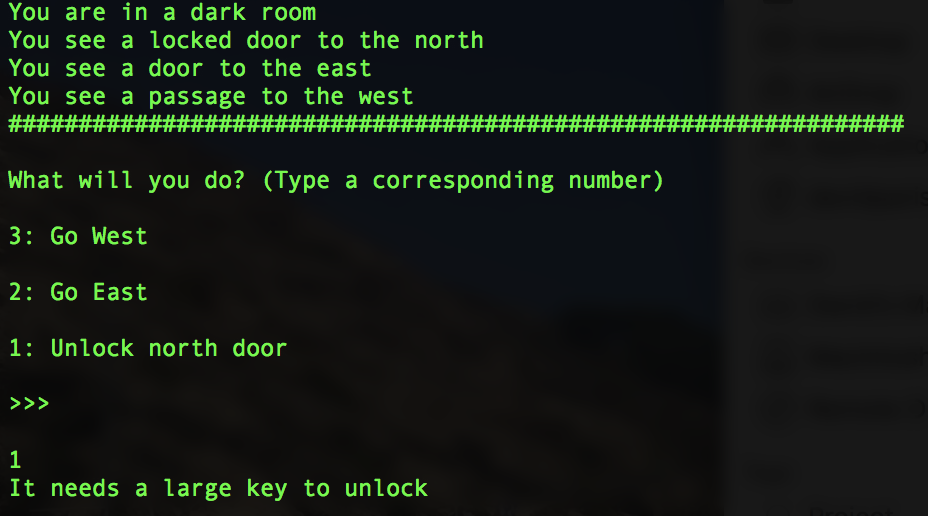 You are in a dark room
You see a locked door to the north
You see a door to the east
You see a passage to the west
################################################################
What will you do? (Type a corresponding number)
3: Go West
2: Go East
1: Unlock north door
>>>
1
It needs a large key to unlock